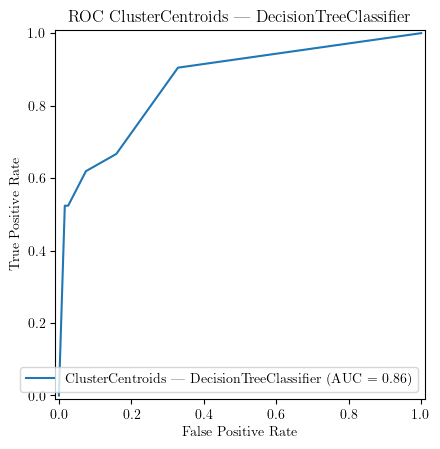 ROC ClusterCentroids — DecisionTreeClassifier
1.0
0.8
0.6
0.4
0.2
0.0
True Positive Rate
ClusterCentroids — DecisionTreeClassifier (AUC = 0.86)
0.0 0.2 0.4 0.6 0.8 1.0
False Positive Rate